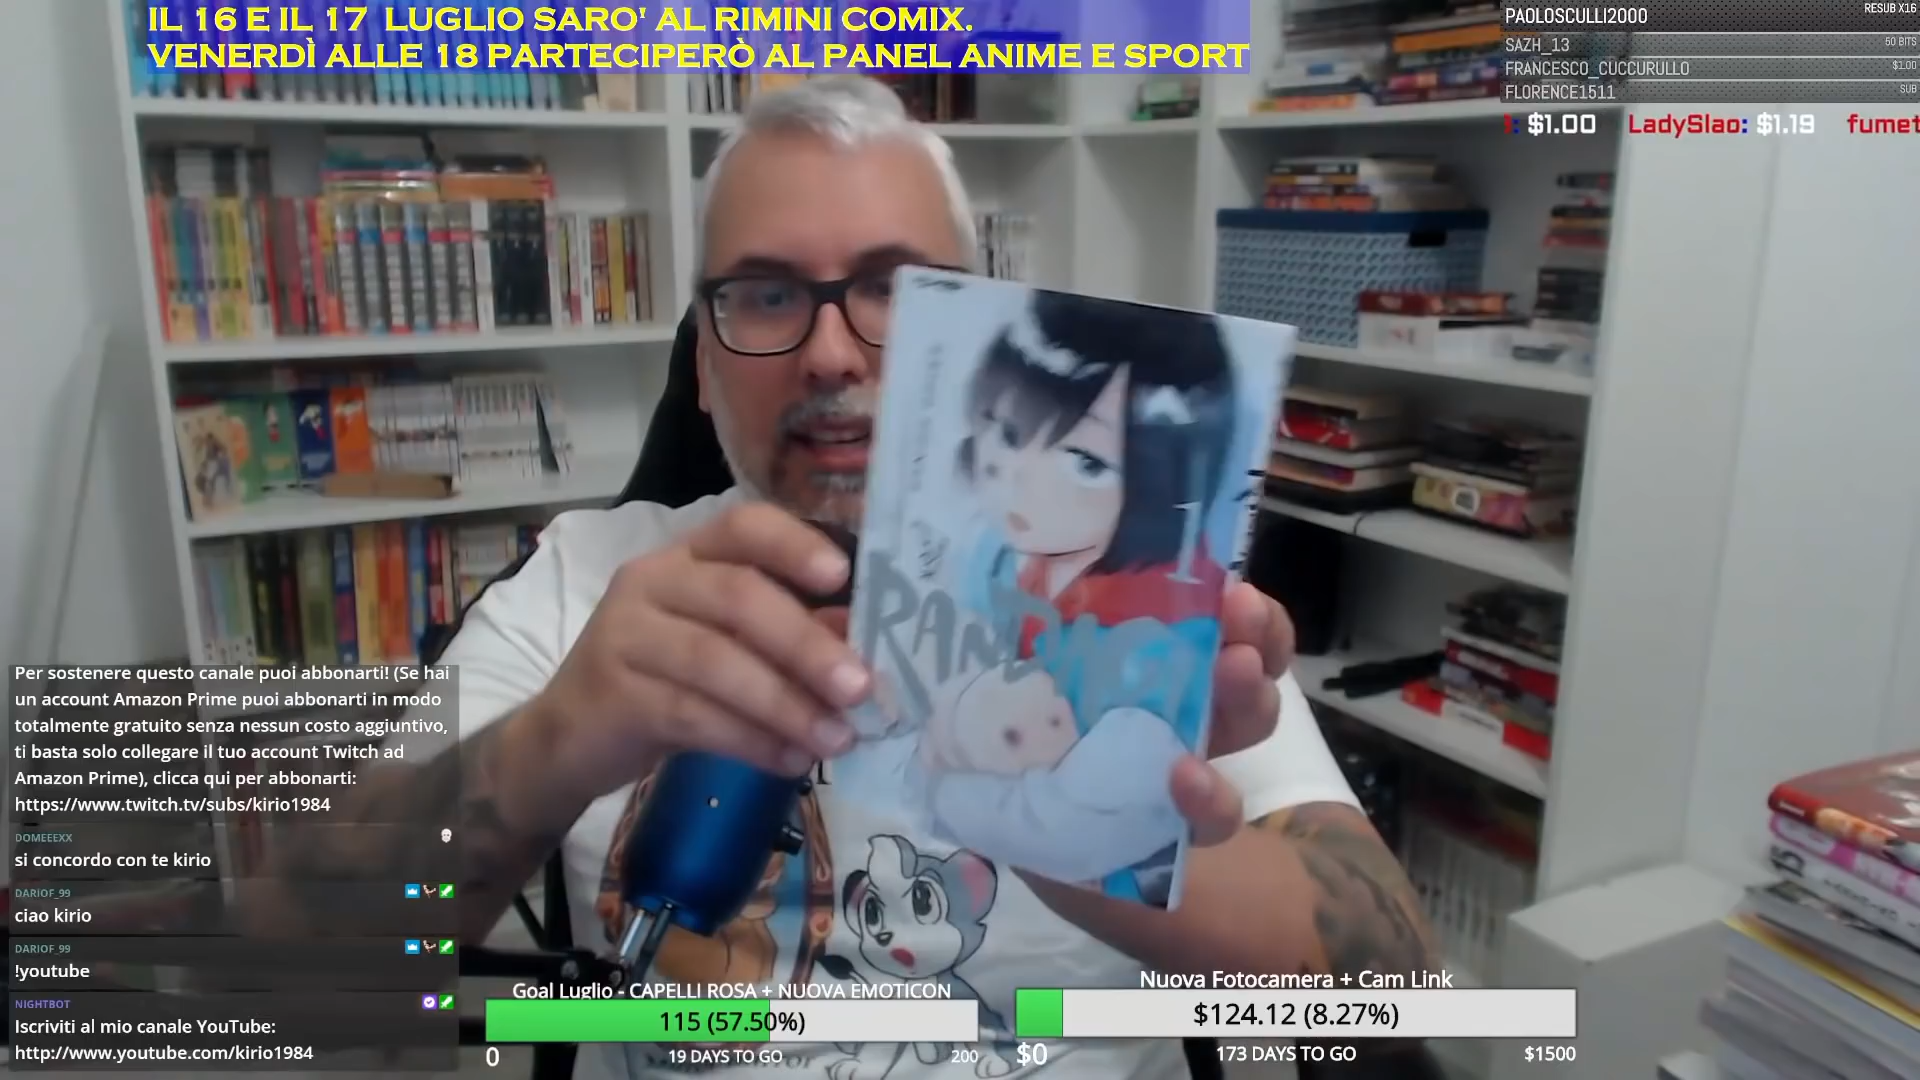 IL 16 E IL 17 LUGLIO SARO' AL RIMINI COMIX.
VENERDÌ ALLE 18 PARTECIPERÒ AL PANEL ANIME E SPORT
PAOLOSCULLI2000 RESUB X16
SAZH_13 50 BITS
FRANCESCO_CUCCURULLO $1.00
FLORENCE1511 SUB
: $1.00 LadySlao: $1.19 fumet
1
Per sostenere questo canale puoi abbonarti! (Se hai
un account Amazon Prime puoi abbonarti in modo
totalmente gratuito senza nessun costo aggiuntivo,
ti basta solo collegare il tuo account Twitch ad
Amazon Prime), clicca qui per abbonarti:
https://www.twitch.tv/subs/kirio1984
DOMEEEXX
si concordo con te kirio
DARIOF_99
ciao kirio
DARIOF_99
!youtube
NIGHTBOT
Iscriviti al mio canale YouTube:
http://www.youtube.com/kirio1984
Goal Luglio - CAPELLI ROSA + NUOVA EMOTICON
115 (57.50%)
0 19 DAYS TO GO 200
Nuova Fotocamera + Cam Link
$124.12 (8.27%)
$0 173 DAYS TO GO $1500